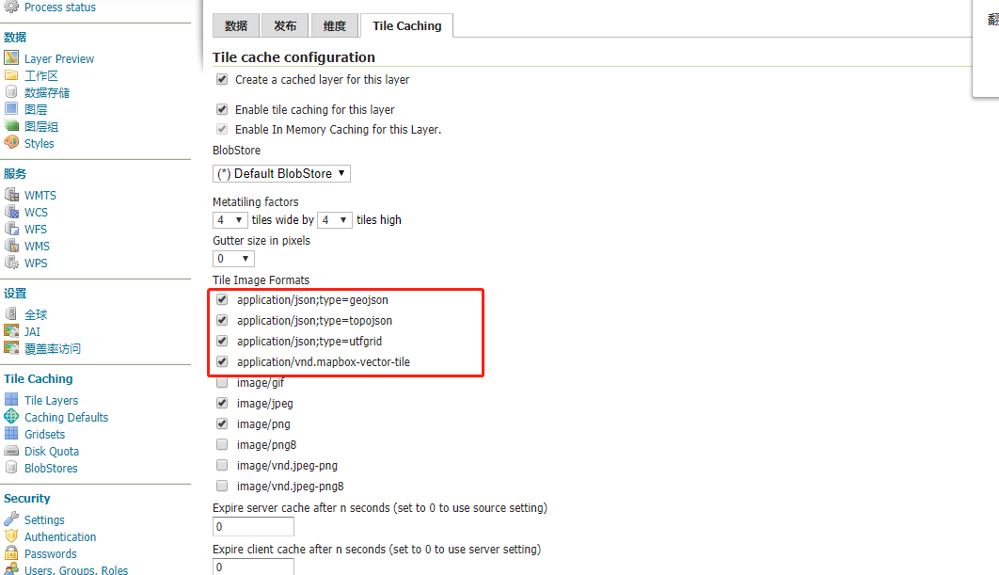 Process status
数据
Layer Preview
工作区
数据存储
图层
图层组
Styles
服务
WMTS
WCS
WFS
WMS
WPS
设置
全球
JAI
覆盖率访问
Tile Caching
Tile Layers
Caching Defaults
Gridsets
Disk Quota
BlobStores
Security
Settings
Authentication
Passwords
Users, Groups, Roles
数据 发布 维度 Tile Caching
Tile cache configuration
Create a cached layer for this layer
Enable tile caching for this layer
Enable In Memory Caching for this Layer.
BlobStore
(*) Default BlobStore
Metatiling factors
4 tiles wide by 4 tiles high
Gutter size in pixels
0
Tile Image Formats
application/json;type=geojson
application/json;type=topojson
application/json;type=utfgrid
application/vnd.mapbox-vector-tile
image/gif
image/jpeg
image/png
image/png8
image/vnd.jpeg-png
image/vnd.jpeg-png8
Expire server cache after n seconds (set to 0 to use source setting)
0
Expire client cache after n seconds (set to 0 to use server setting)
0